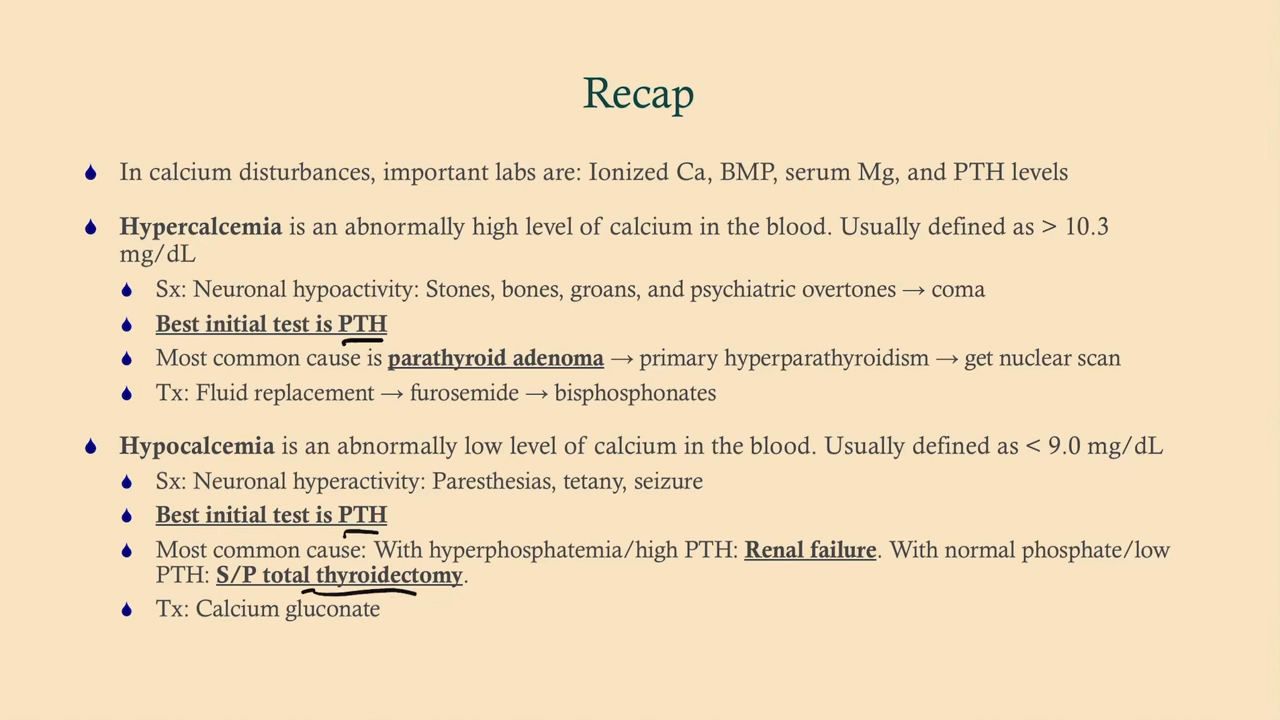 Recap
In calcium disturbances, important labs are: Ionized Ca, BMP, serum Mg, and PTH levels
Hypercalcemia is an abnormally high level of calcium in the blood. Usually defined as > 10.3
mg/dL
Sx: Neuronal hypoactivity: Stones, bones, groans, and psychiatric overtones → coma
Best initial test is PTH
Most common cause is parathyroid adenoma → primary hyperparathyroidism → get nuclear scan
Tx: Fluid replacement → furosemide → bisphosphonates
Hypocalcemia is an abnormally low level of calcium in the blood. Usually defined as < 9.0 mg/dL
Sx: Neuronal hyperactivity: Paresthesias, tetany, seizure
Best initial test is PTH
Most common cause: With hyperphosphatemia/high PTH: Renal failure. With normal phosphate/low
PTH: S/P total thyroidectomy.
Tx: Calcium gluconate